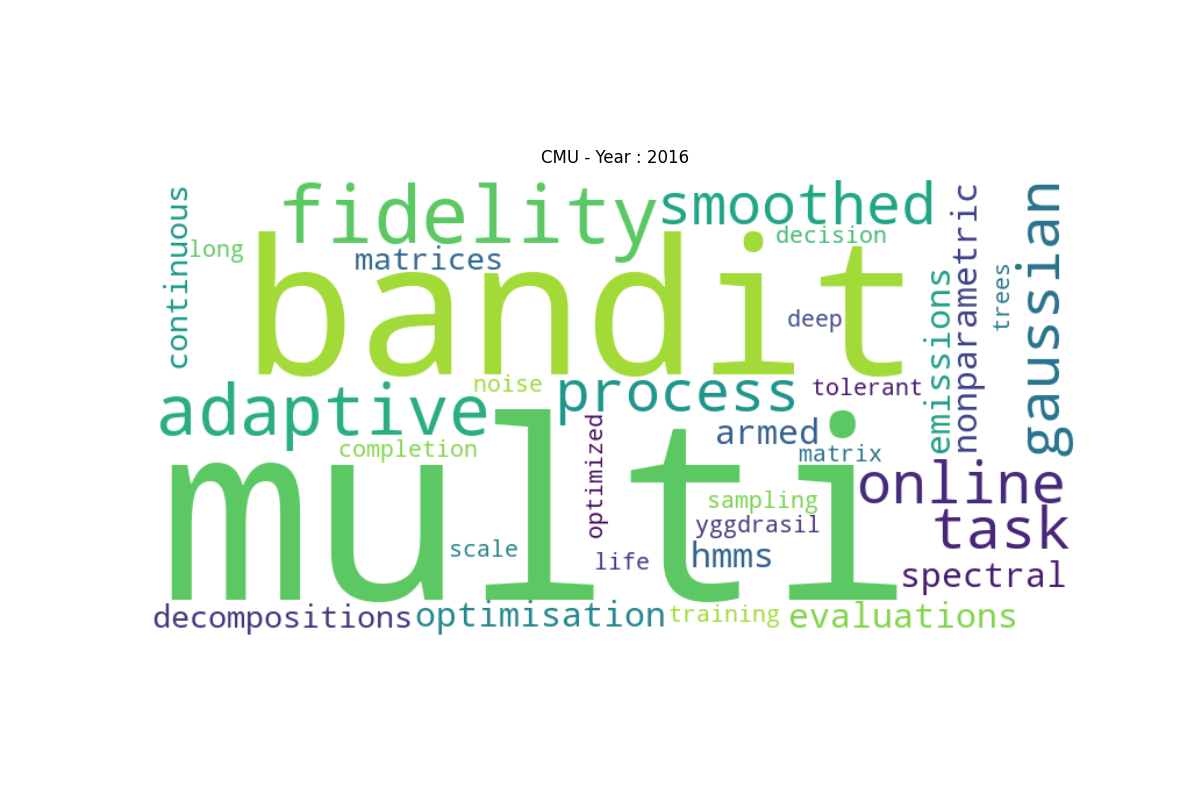 CMU - Year : 2016
continuous
long
fidelity
smoothed
decision
matrices
bandit
deep
emissions
nonparametric
trees
gaussian
adaptive
noise
process
tolerant
completion
armed
matrix
multi
optimized
sampling
yggdrasil
online
task
scale
life
hmms
spectral
decompositions
optimisation
training
evaluations